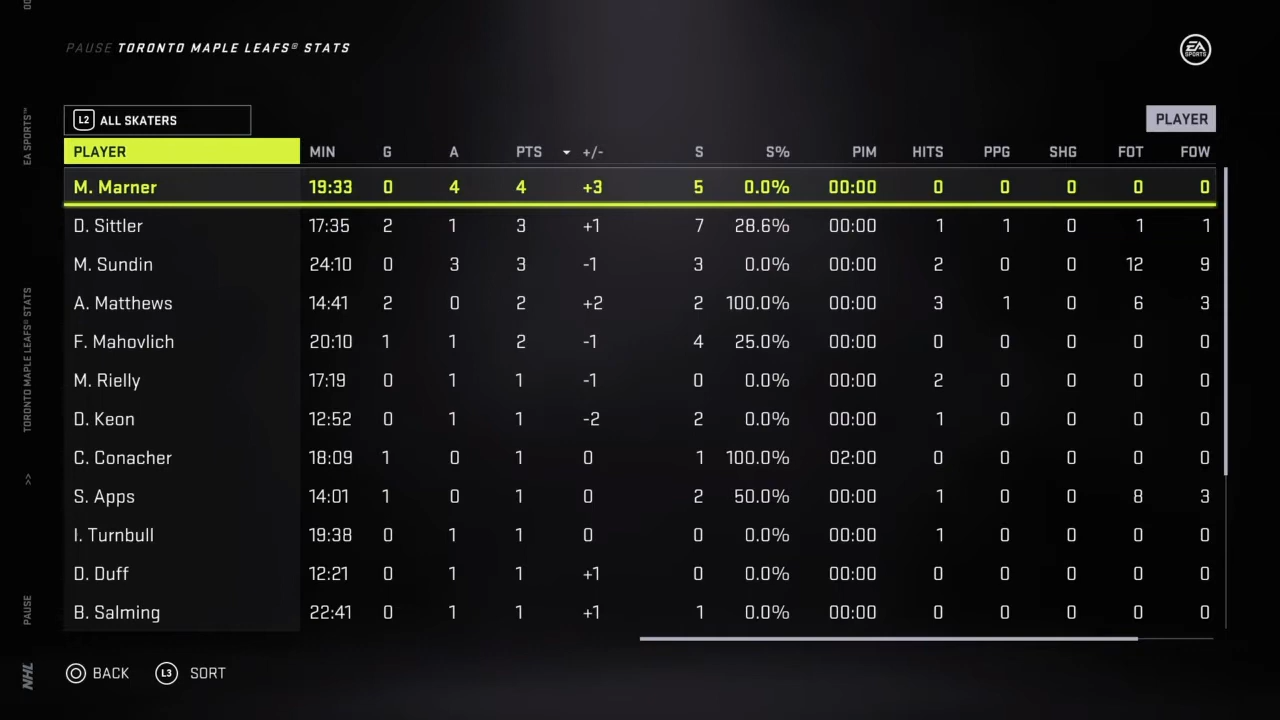 PAUSE TORONTO MAPLE LEAFS® STATS
EA SPORTS
L2 ALL SKATERS
PLAYER
PLAYER MIN G A PTS +/- S S% PIM HITS PPG SHG FOT FOW
M. Marner 19:33 0 4 4 +3 5 0.0% 00:00 0 0 0 0 0
D. Sittler 17:35 2 1 3 +1 7 28.6% 00:00 1 1 0 1 1
M. Sundin 24:10 0 3 3 -1 3 0.0% 00:00 2 0 0 12 9
A. Matthews 14:41 2 0 2 +2 2 100.0% 00:00 3 1 0 6 3
F. Mahovlich 20:10 1 1 2 -1 4 25.0% 00:00 0 0 0 0 0
M. Rielly 17:19 0 1 1 -1 0 0.0% 00:00 2 0 0 0 0
D. Keon 12:52 0 1 1 -2 2 0.0% 00:00 1 0 0 0 0
C. Conacher 18:09 1 0 1 0 1 100.0% 02:00 0 0 0 0 0
S. Apps 14:01 1 0 1 0 2 50.0% 00:00 1 0 0 8 3
I. Turnbull 19:38 0 1 1 0 0 0.0% 00:00 1 0 0 0 0
D. Duff 12:21 0 1 1 +1 0 0.0% 00:00 0 0 0 0 0
B. Salming 22:41 0 1 1 +1 1 0.0% 00:00 0 0 0 0 0
BACK L3 SORT
NHL PAUSE >> TORONTO MAPLE LEAFS® STATS EA SPORTS™